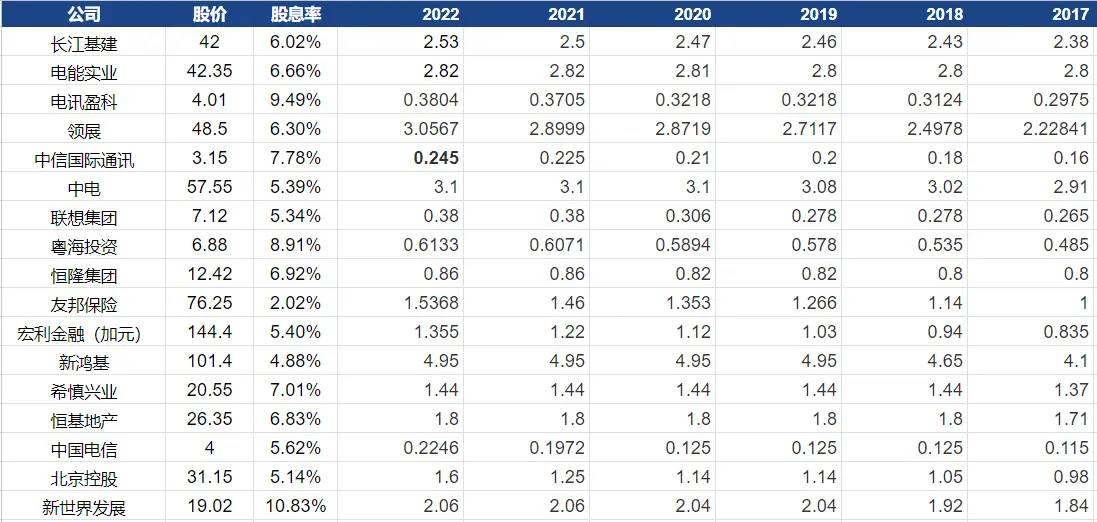 公司 股价 股息率 2022 2021 2020 2019 2018 2017
长江基建 42 6.02% 2.53 2.5 2.47 2.46 2.43 2.38
电能实业 42.35 6.66% 2.82 2.82 2.81 2.8 2.8 2.8
电讯盈科 4.01 9.49% 0.3804 0.3705 0.3218 0.3218 0.3124 0.2975
领展 48.5 6.30% 3.0567 2.8999 2.8719 2.7117 2.4978 2.22841
中信国际通讯 3.15 7.78% 0.245 0.225 0.21 0.2 0.18 0.16
中电 57.55 5.39% 3.1 3.1 3.1 3.08 3.02 2.91
联想集团 7.12 5.34% 0.38 0.38 0.306 0.278 0.278 0.265
粤海投资 6.88 8.91% 0.6133 0.6071 0.5894 0.578 0.535 0.485
恒隆集团 12.42 6.92% 0.86 0.86 0.82 0.82 0.8 0.8
友邦保险 76.25 2.02% 1.5368 1.46 1.353 1.266 1.14 1
宏利金融（加元） 144.4 5.40% 1.355 1.22 1.12 1.03 0.94 0.835
新鸿基 101.4 4.88% 4.95 4.95 4.95 4.95 4.65 4.1
希慎兴业 20.55 7.01% 1.44 1.44 1.44 1.44 1.44 1.37
恒基地产 26.35 6.83% 1.8 1.8 1.8 1.8 1.8 1.71
中国电信 4 5.62% 0.2246 0.1972 0.125 0.125 0.125 0.115
北京控股 31.15 5.14% 1.6 1.25 1.14 1.14 1.05 0.98
新世界发展 19.02 10.83% 2.06 2.06 2.04 2.04 1.92 1.84